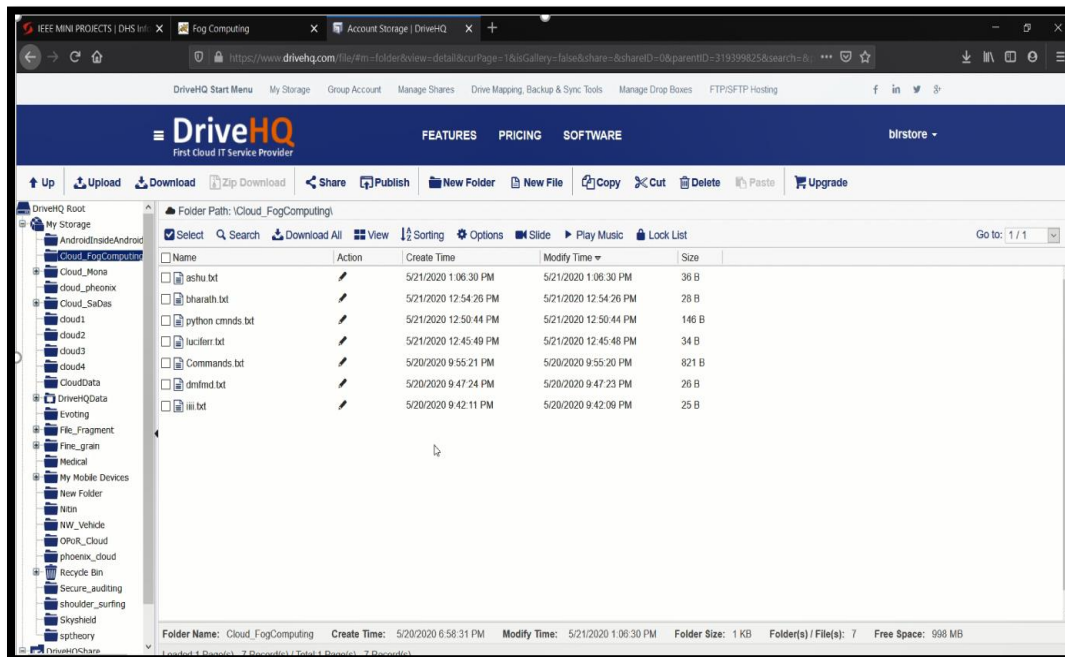 IEEE MINI PROJECTS | DHS Info Fog Computing Account Storage | DriveHQ
https://www.drivehq.com/file/#m=folder&view=detail&curPage=1&isGallery=false&share=&shareID=0&parentID=319399825&search=&
DriveHQ Start Menu My Storage Group Account Manage Shares Drive Mapping, Backup & Sync Tools Manage Drop Boxes FTP/SFTP Hosting
DriveHQ FEATURES PRICING SOFTWARE blrstore
First Cloud IT Service Provider
Up Upload Download Zip Download Share Publish New Folder New File Copy Cut Delete Paste Upgrade
DriveHQ Root
My Storage
AndroidInsideAndroid
Cloud_FogComputing
Cloud_Mona
cloud_pheonix
Cloud_SaDas
cloud1
cloud2
cloud3
cloud4
CloudData
DriveHQData
Evoting
File_Fragment
Fine_grain
Medical
My Mobile Devices
New Folder
Nitin
NW_Vehicle
OPoR_Cloud
phoenix_cloud
Recycle Bin
Secure_auditing
shoulder_surfing
Skyshield
sptheory
DriveHQShare
Folder Path: \Cloud_FogComputing\
Select Search Download All View Sorting Options Slide Play Music Lock List Go to: 1 / 1
Name Action Create Time Modify Time Size
ashu.txt 5/21/2020 1:06:30 PM 5/21/2020 1:06:30 PM 36 B
bharath.txt 5/21/2020 12:54:26 PM 5/21/2020 12:54:26 PM 28 B
python cmnds.txt 5/21/2020 12:50:44 PM 5/21/2020 12:50:44 PM 146 B
luciferr.txt 5/21/2020 12:45:49 PM 5/21/2020 12:45:48 PM 34 B
Commands.txt 5/20/2020 9:55:21 PM 5/20/2020 9:55:20 PM 821 B
dmfmd.txt 5/20/2020 9:47:24 PM 5/20/2020 9:47:23 PM 26 B
iiii.txt 5/20/2020 9:42:11 PM 5/20/2020 9:42:09 PM 25 B
Folder Name: Cloud_FogComputing Create Time: 5/20/2020 6:58:31 PM Modify Time: 5/21/2020 1:06:30 PM Folder Size: 1 KB Folder(s) / File(s): 7 Free Space: 998 MB
Loaded 1 Page(s), 7 Record(s) / Total 1 Page(s), 7 Record(s)